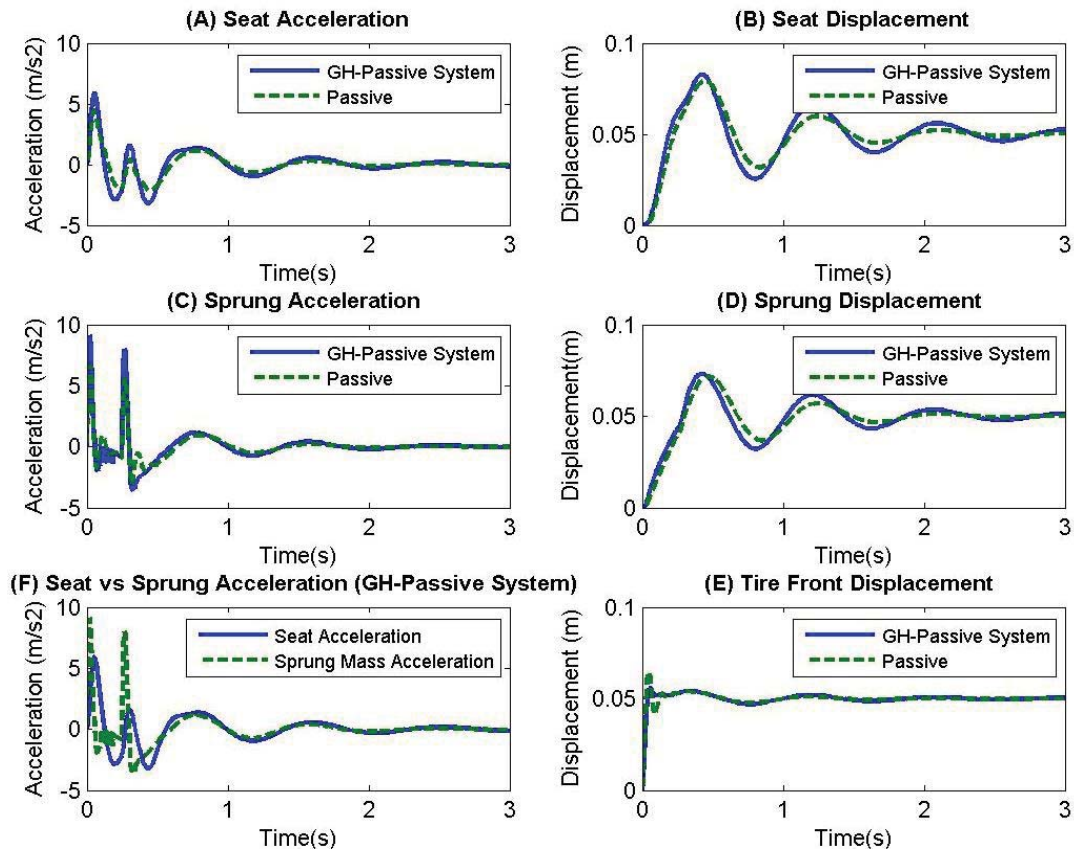 (A) Seat Acceleration
Acceleration (m/s2)
10
5
0
-5
GH-Passive System
Passive
0
1
2
3
Time(s)
(B) Seat Displacement
Displacement (m)
0.1
0.05
0
GH-Passive System
Passive
0
1
2
3
Time(s)
(C) Sprung Acceleration
Acceleration (m/s2)
10
5
0
-5
GH-Passive System
Passive
0
1
2
3
Time(s)
(D) Sprung Displacement
Displacement(m)
0.1
0.05
0
GH-Passive System
Passive
0
1
2
3
Time(s)
(F) Seat vs Sprung Acceleration (GH-Passive System)
Acceleration (m/s2)
10
5
0
-5
Seat Acceleration
Sprung Mass Acceleration
0
1
2
3
Time(s)
(E) Tire Front Displacement
Displacement (m)
0.1
0.05
0
GH-Passive System
Passive
0
1
2
3
Time(s)